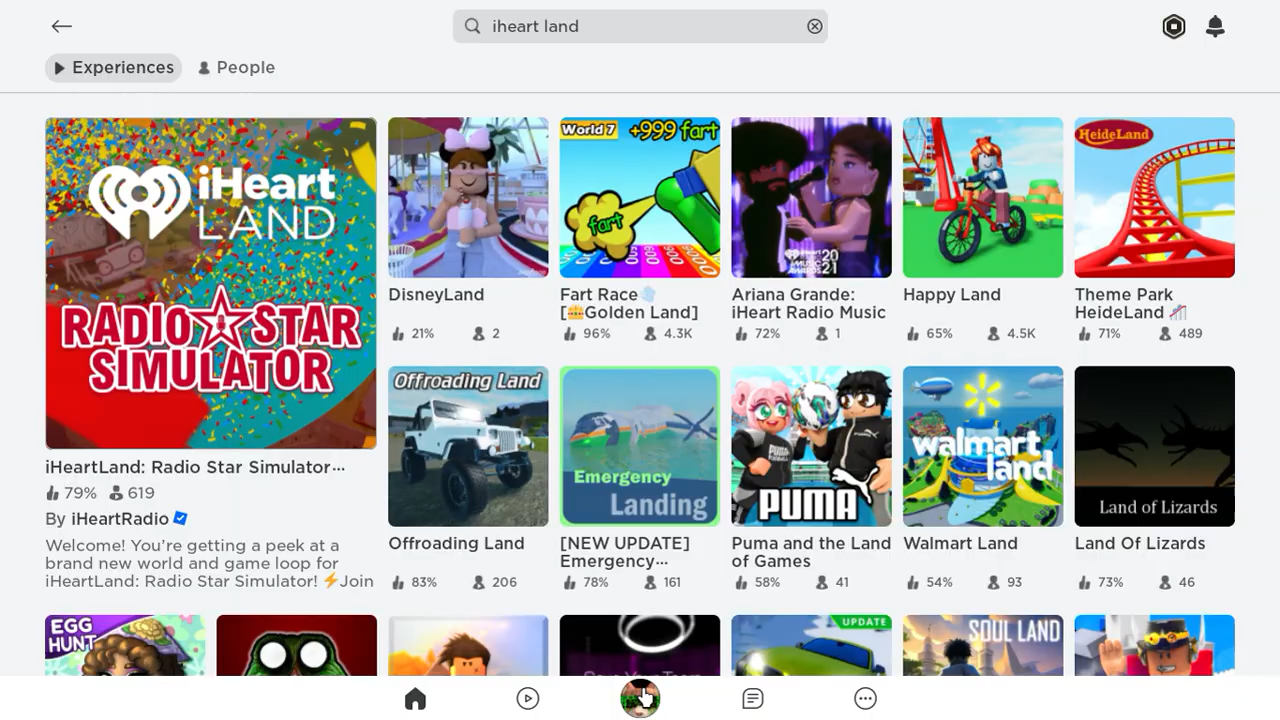 iheart land
Experiences
People
iHeart
LAND
RADIO STAR
SIMULATOR
iHeartLand: Radio Star Simulator...
79% 619
By iHeartRadio
Welcome! You're getting a peek at a
brand new world and game loop for
iHeartLand: Radio Star Simulator! ⚡Join
DisneyLand
21% 2
World 7 +999 fart
fart
Fart Race
[Golden Land]
96% 4.3K
Ariana Grande:
iHeart Radio Music
72% 1
Happy Land
65% 4.5K
HeideLand
Theme Park
HeideLand 🎢
71% 489
Offroading Land
Offroading Land
83% 206
Emergency
Landing
[NEW UPDATE]
Emergency...
78% 161
PUMA
Puma and the Land
of Games
58% 41
walmart
land
Walmart Land
54% 93
Land of Lizards
Land Of Lizards
73% 46
EGG
HUNT
UPDATE
SOUL LAND